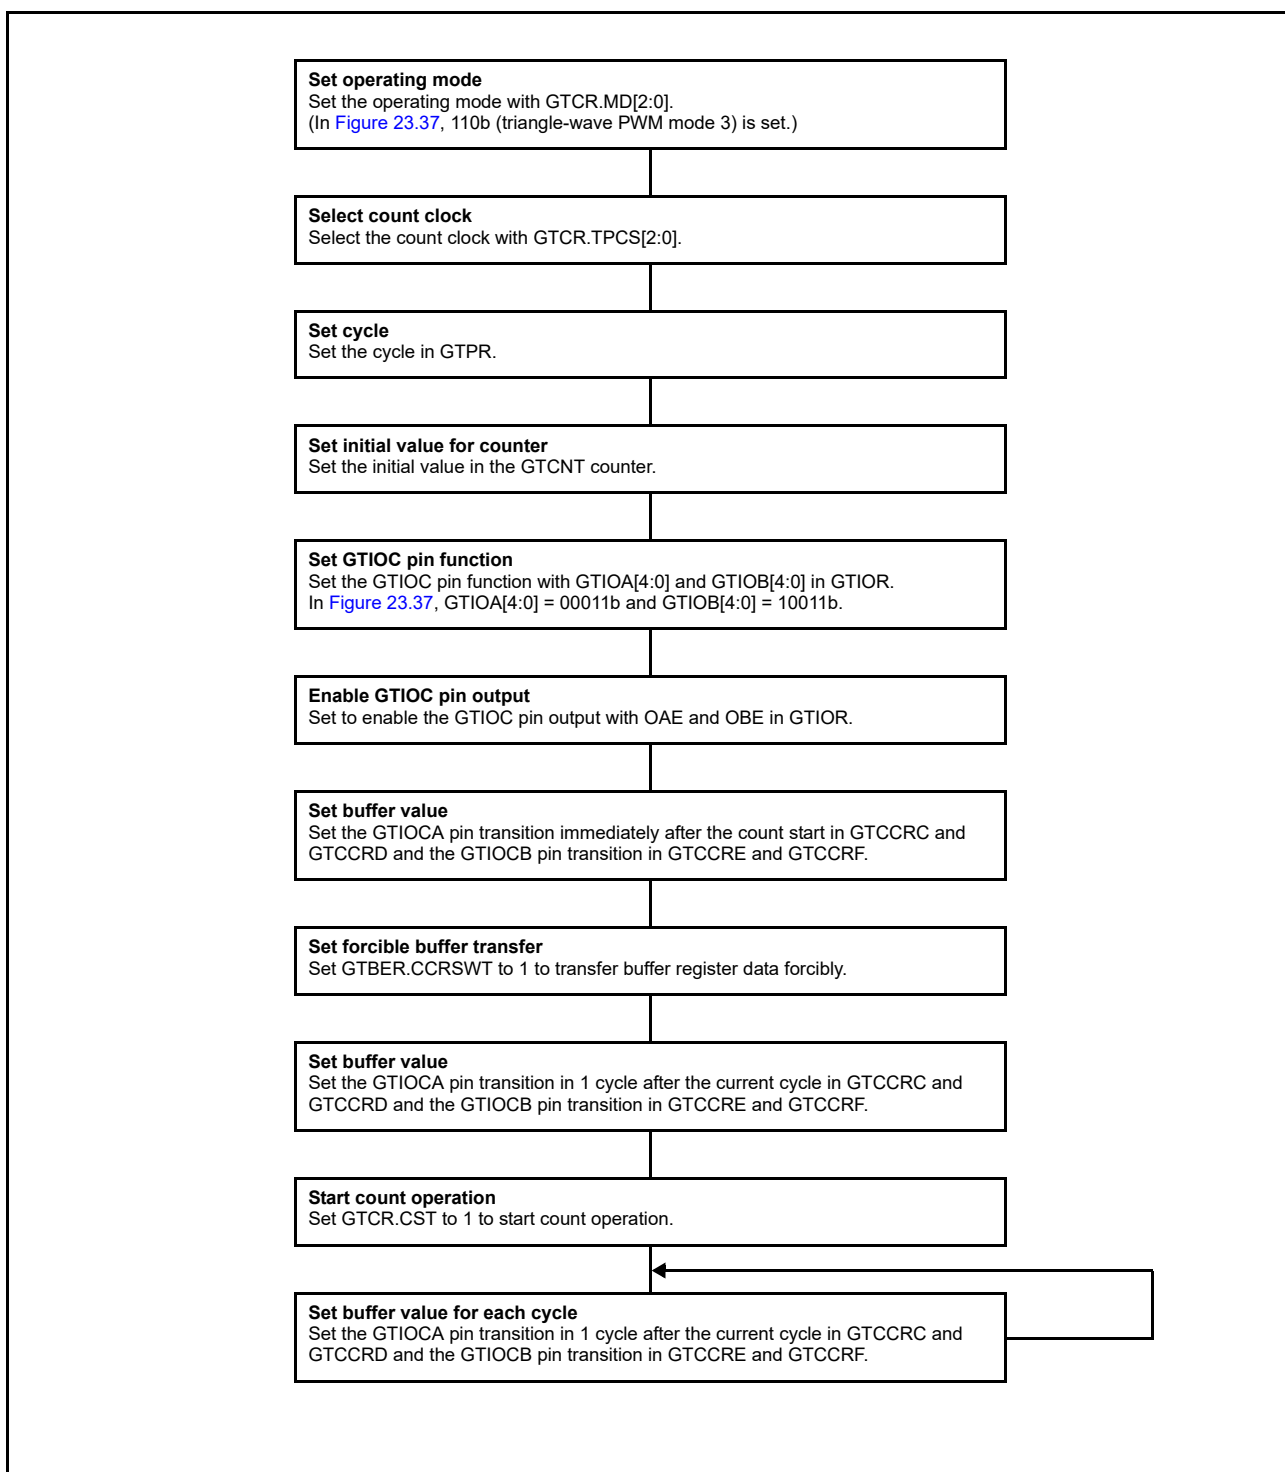 Set operating mode
Set the operating mode with GTCR.MD[2:0].
(In Figure 23.37, 110b (triangle-wave PWM mode 3) is set.)
Select count clock
Select the count clock with GTCR.TPCS[2:0].
Set cycle
Set the cycle in GTPR.
Set initial value for counter
Set the initial value in the GTCNT counter.
Set GTIOC pin function
Set the GTIOC pin function with GTIOA[4:0] and GTIOB[4:0] in GTIOR.
In Figure 23.37, GTIOA[4:0] = 00011b and GTIOB[4:0] = 10011b.
Enable GTIOC pin output
Set to enable the GTIOC pin output with OAE and OBE in GTIOR.
Set buffer value
Set the GTIOCA pin transition immediately after the count start in GTCCRC and
GTCCRD and the GTIOCB pin transition in GTCCRE and GTCCRF.
Set forcible buffer transfer
Set GTBER.CCRSWT to 1 to transfer buffer register data forcibly.
Set buffer value
Set the GTIOCA pin transition in 1 cycle after the current cycle in GTCCRC and
GTCCRD and the GTIOCB pin transition in GTCCRE and GTCCRF.
Start count operation
Set GTCR.CST to 1 to start count operation.
Set buffer value for each cycle
Set the GTIOCA pin transition in 1 cycle after the current cycle in GTCCRC and
GTCCRD and the GTIOCB pin transition in GTCCRE and GTCCRF.